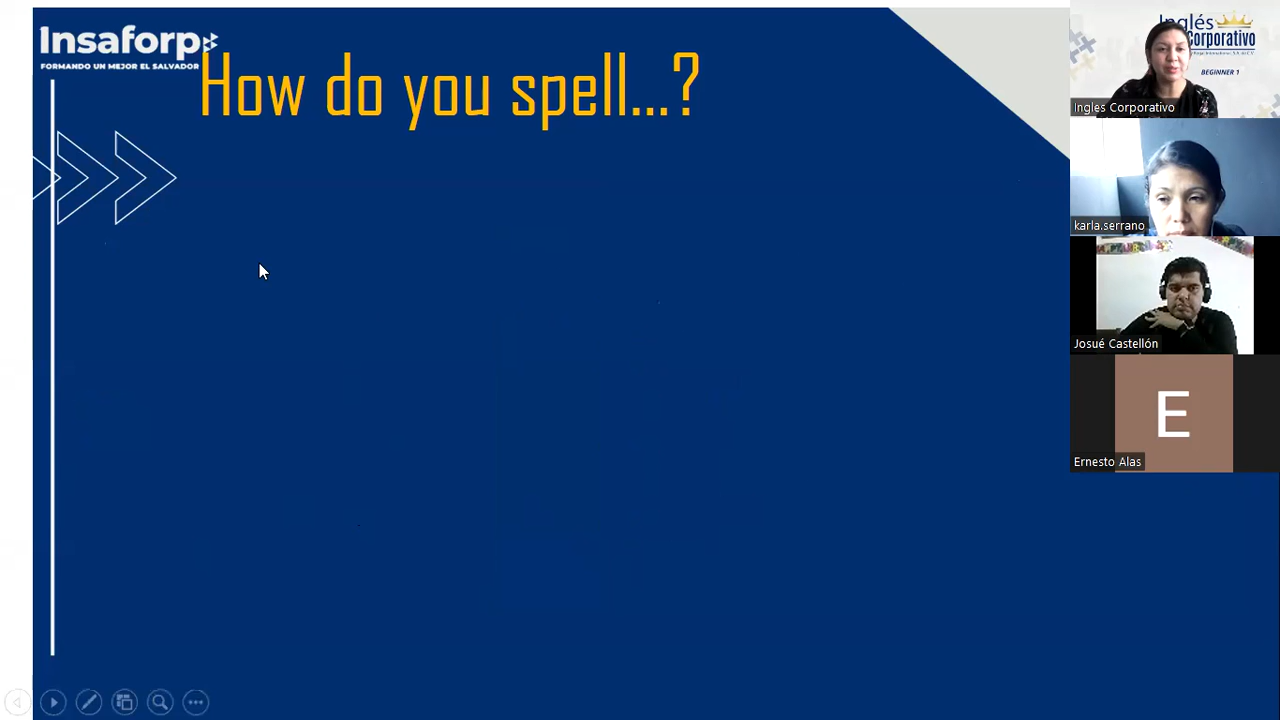 Insaforp
FORMANDO UN MEJOR EL SALVADOR
How do you spell...?
Inglés
Corporativo
BEGINNER 1
Ingles Corporativo
karla.serrano
Josué Castellón
E
Ernesto Alas